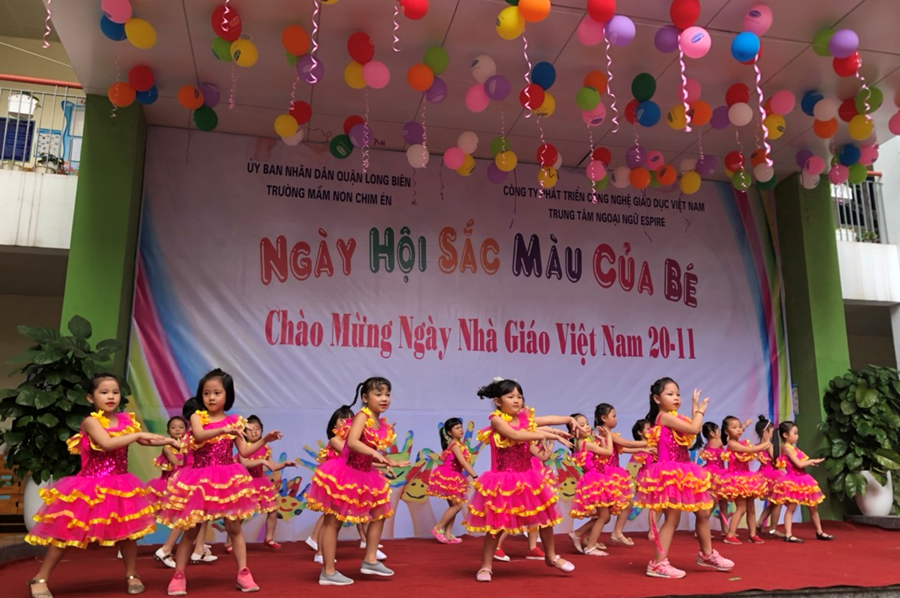 ỦY BAN NHÂN DÂN QUẬN LONG BIÊN
TRƯỜNG MẦM NON CHIM ÉN
CÔNG TY PHÁT TRIỂN CÔNG NGHỆ GIÁO DỤC VIỆT NAM
TRUNG TÂM NGOẠI NGỮ ESPIRE
NGÀY HỘI SẮC MÀU CỦA BÉ
Chào Mừng Ngày Nhà Giáo Việt Nam 20-11